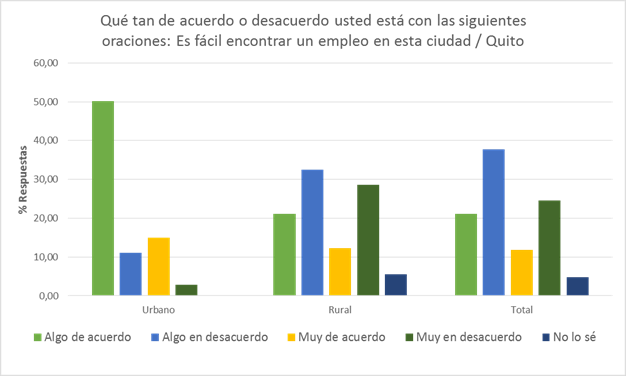 Qué tan de acuerdo o desacuerdo usted está con las siguientes
oraciones: Es fácil encontrar un empleo en esta ciudad / Quito
% Respuestas
60,00
50,00
40,00
30,00
20,00
10,00
0,00
Urbano Rural Total
Algo de acuerdo Algo en desacuerdo Muy de acuerdo Muy en desacuerdo No lo sé